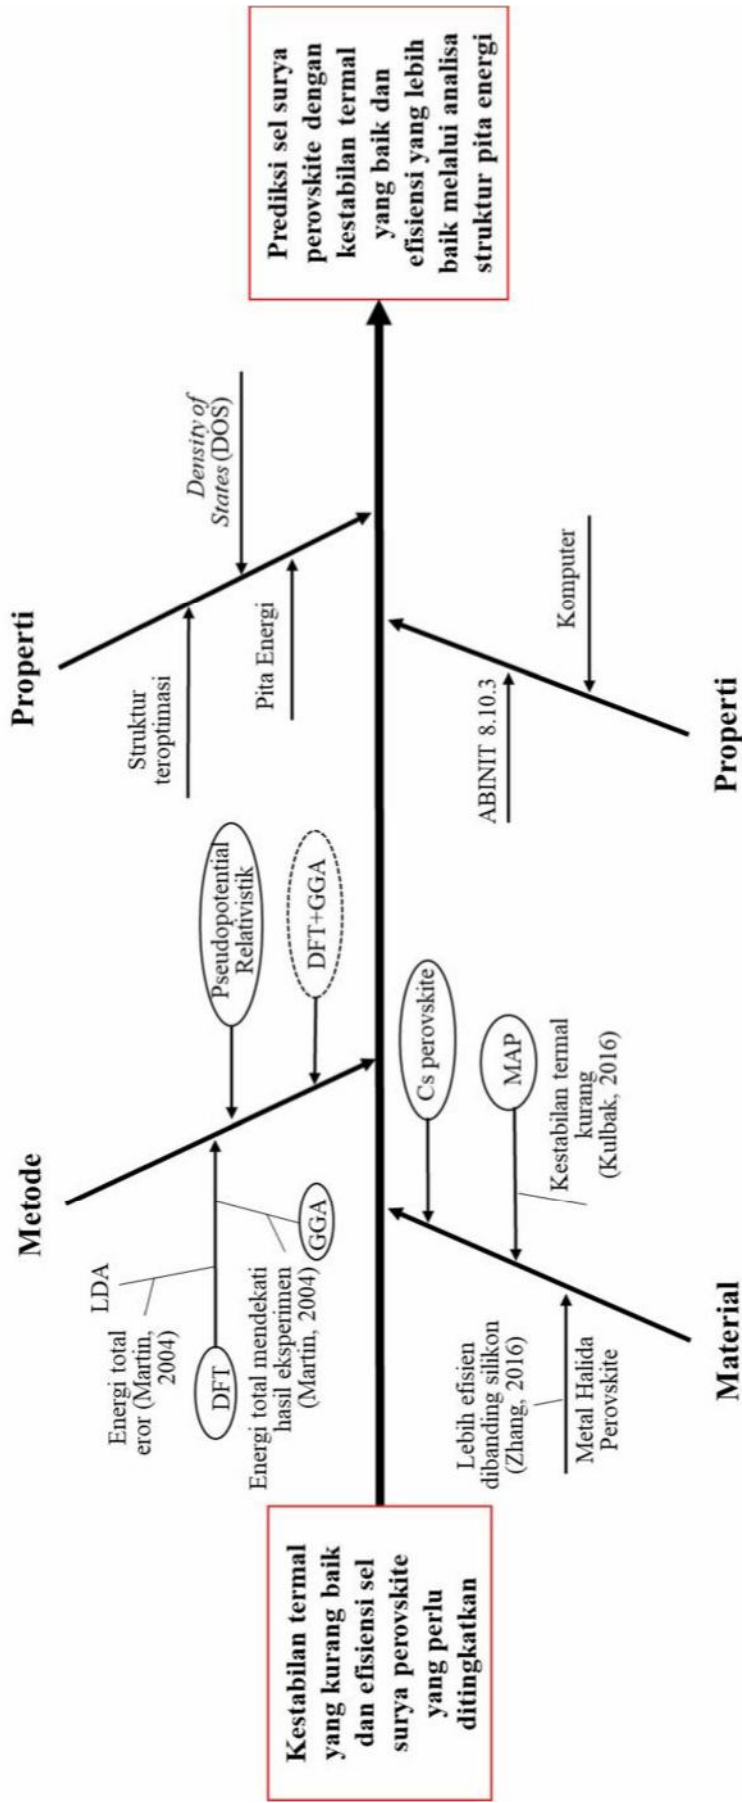 Metode
Properti
Energi total
eror (Martin,
2004)
LDA
DFT
Energi total mendekati
hasil eksperimen
(Martin, 2004)
GGA
Pseudopotential
Relativistik
DFT+GGA
Struktur
teroptimasi
Pita Energi
Density of
States (DOS)
Kestabilan termal
yang kurang baik
dan efisiensi sel
surya perovskite
yang perlu
ditingkatkan
Prediksi sel surya
perovskite dengan
kestabilan termal
yang baik dan
efisiensi yang lebih
baik melalui analisa
struktur pita energi
Lebih efisien
dibanding silikon
(Zhang, 2016)
Metal Halida
Perovskite
Cs perovskite
MAP
Kestabilan termal
kurang
(Kulbak, 2016)
ABINIT 8.10.3
Komputer
Material
Properti